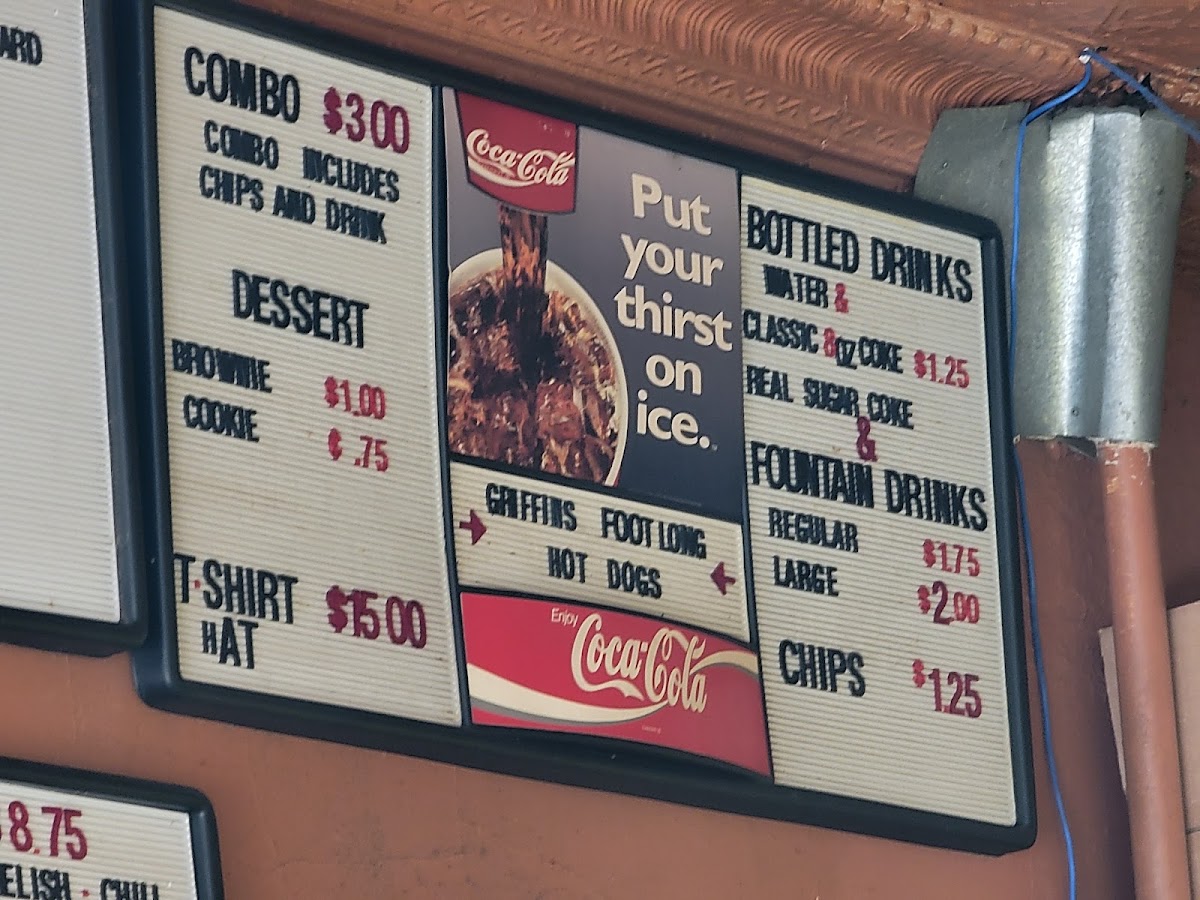 ARD
COMBO $3.00
COMBO INCLUDES
CHIPS AND DRINK
DESSERT
BROWNIE $1.00
COOKIE $ .75
T-SHIRT $15.00
HAT
Coca-Cola
Put
your
thirst
on
ice.
GRIFFINS FOOT LONG
HOT DOGS
Enjoy
Coca-Cola
BOTTLED DRINKS
WATER &
CLASSIC 8OZ COKE $1.25
REAL SUGAR COKE
&
FOUNTAIN DRINKS
REGULAR $1.75
LARGE $2.00
CHIPS $1.25
8.75
ELISH - CHILI